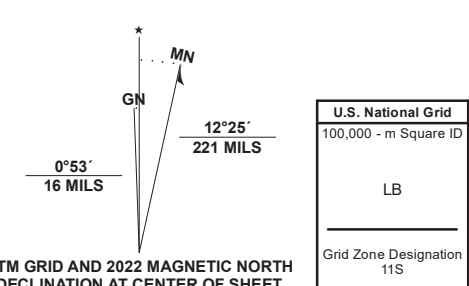 ★
MN
GN
12°25´
221 MILS
0°53´
16 MILS
TM GRID AND 2022 MAGNETIC NORTH
DECLINATION AT CENTER OF SHEET
U.S. National Grid
100,000 - m Square ID
LB
Grid Zone Designation
11S